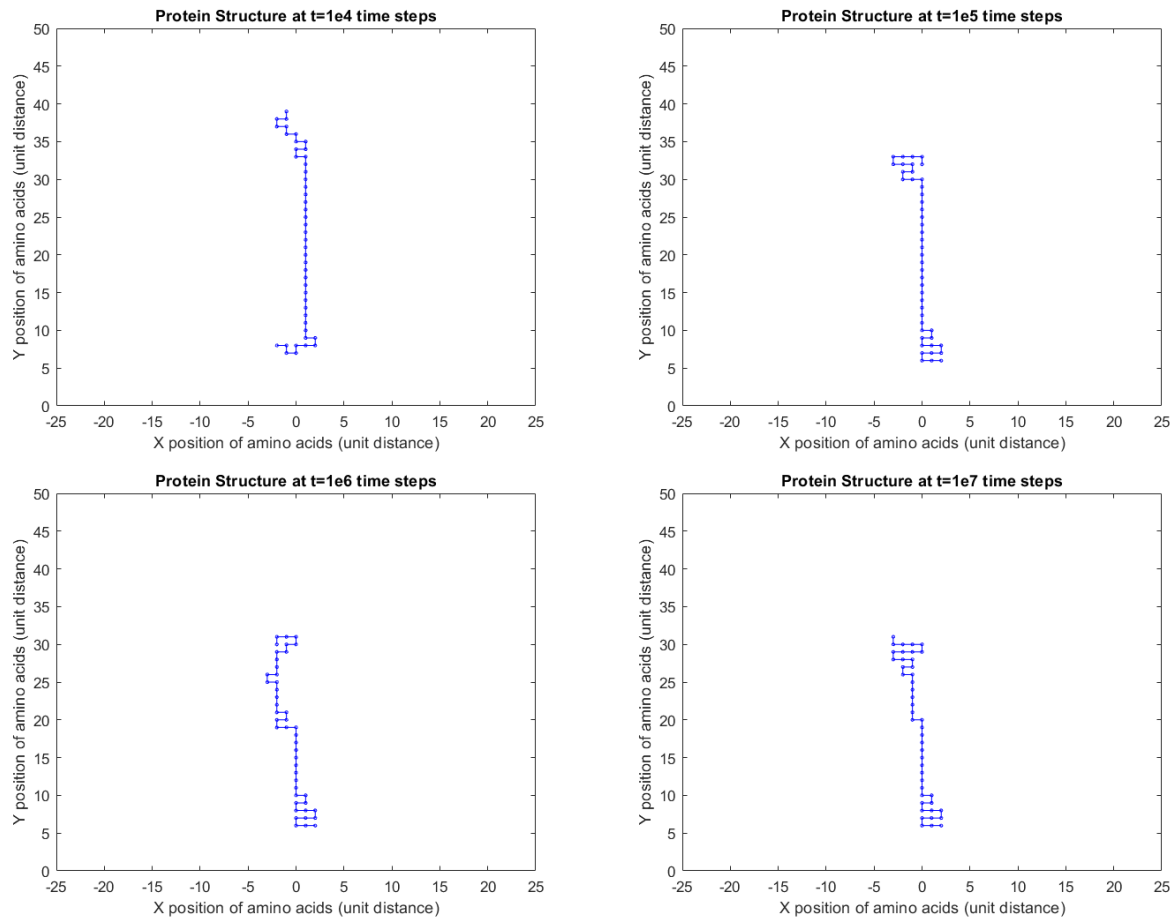 Protein Structure at t=1e4 time steps
50
45
40
35
30
25
20
15
10
5
0
Y position of amino acids (unit distance)
-25 -20 -15 -10 -5 0 5 10 15 20 25
X position of amino acids (unit distance)
Protein Structure at t=1e5 time steps
50
45
40
35
30
25
20
15
10
5
0
Y position of amino acids (unit distance)
-25 -20 -15 -10 -5 0 5 10 15 20 25
X position of amino acids (unit distance)
Protein Structure at t=1e6 time steps
50
45
40
35
30
25
20
15
10
5
0
Y position of amino acids (unit distance)
-25 -20 -15 -10 -5 0 5 10 15 20 25
X position of amino acids (unit distance)
Protein Structure at t=1e7 time steps
50
45
40
35
30
25
20
15
10
5
0
Y position of amino acids (unit distance)
-25 -20 -15 -10 -5 0 5 10 15 20 25
X position of amino acids (unit distance)